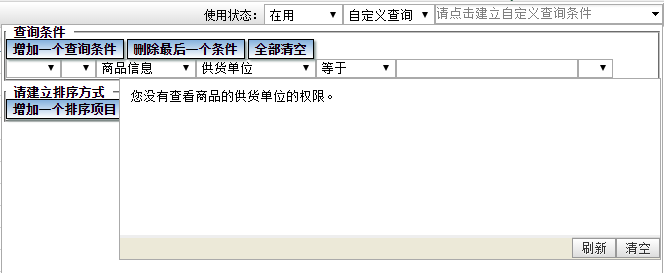 使用状态: 在用 ▼ 自定义查询 ▼ 请点击建立自定义查询条件
查询条件
增加一个查询条件 删除最后一个条件 全部清空
▼ ▼ 商品信息 ▼ 供货单位 ▼ 等于 ▼ ▼
请建立排序方式
增加一个排序项目
您没有查看商品的供货单位的权限。
刷新 清空